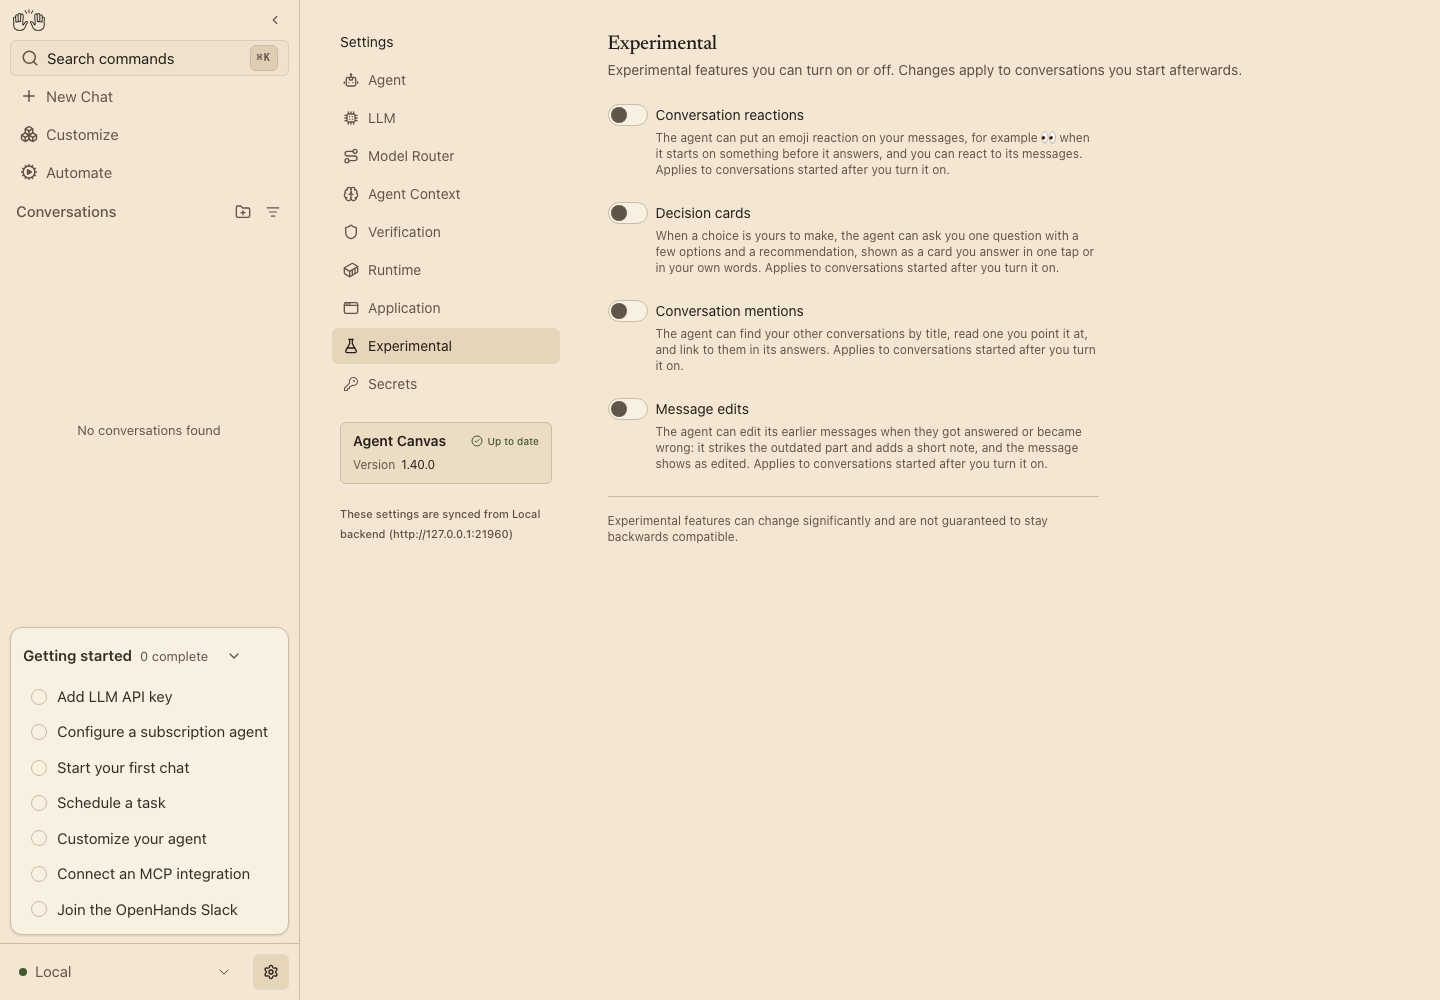 Search commands
⌘K
New Chat
Customize
Automate
Conversations
No conversations found
Getting started 0 complete
Add LLM API key
Configure a subscription agent
Start your first chat
Schedule a task
Customize your agent
Connect an MCP integration
Join the OpenHands Slack
Local
Settings
Agent
LLM
Model Router
Agent Context
Verification
Runtime
Application
Experimental
Secrets
Agent Canvas
Up to date
Version 1.40.0
These settings are synced from Local
backend (http://127.0.0.1:21960)
Experimental
Experimental features you can turn on or off. Changes apply to conversations you start afterwards.
Conversation reactions
The agent can put an emoji reaction on your messages, for example 👀 when
it starts on something before it answers, and you can react to its messages.
Applies to conversations started after you turn it on.
Decision cards
When a choice is yours to make, the agent can ask you one question with a
few options and a recommendation, shown as a card you answer in one tap or
in your own words. Applies to conversations started after you turn it on.
Conversation mentions
The agent can find your other conversations by title, read one you point it at,
and link to them in its answers. Applies to conversations started after you turn
it on.
Message edits
The agent can edit its earlier messages when they got answered or became
wrong: it strikes the outdated part and adds a short note, and the message
shows as edited. Applies to conversations started after you turn it on.
Experimental features can change significantly and are not guaranteed to stay
backwards compatible.